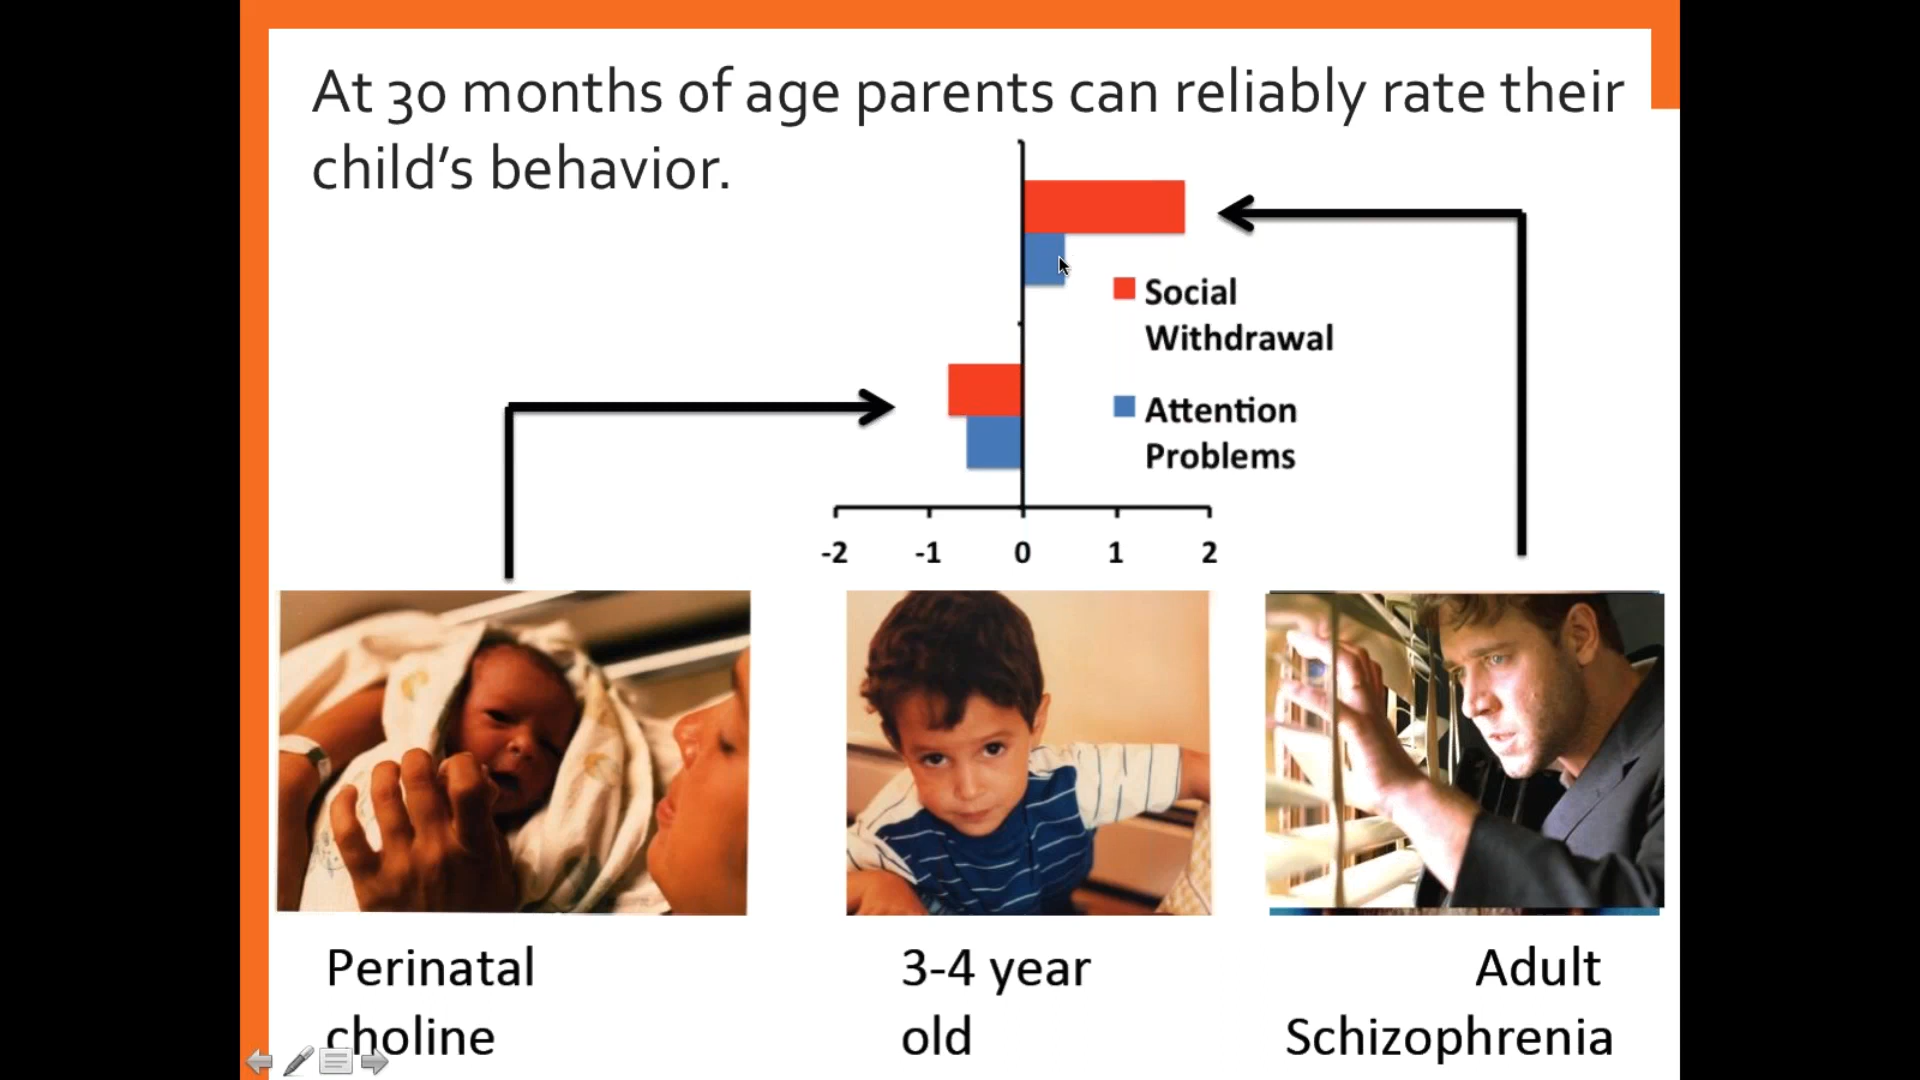 At 30 months of age parents can reliably rate their
child's behavior.
Social
Withdrawal
Attention
Problems
-2 -1 0 1 2
Perinatal
choline
3-4 year
old
Adult
Schizophrenia